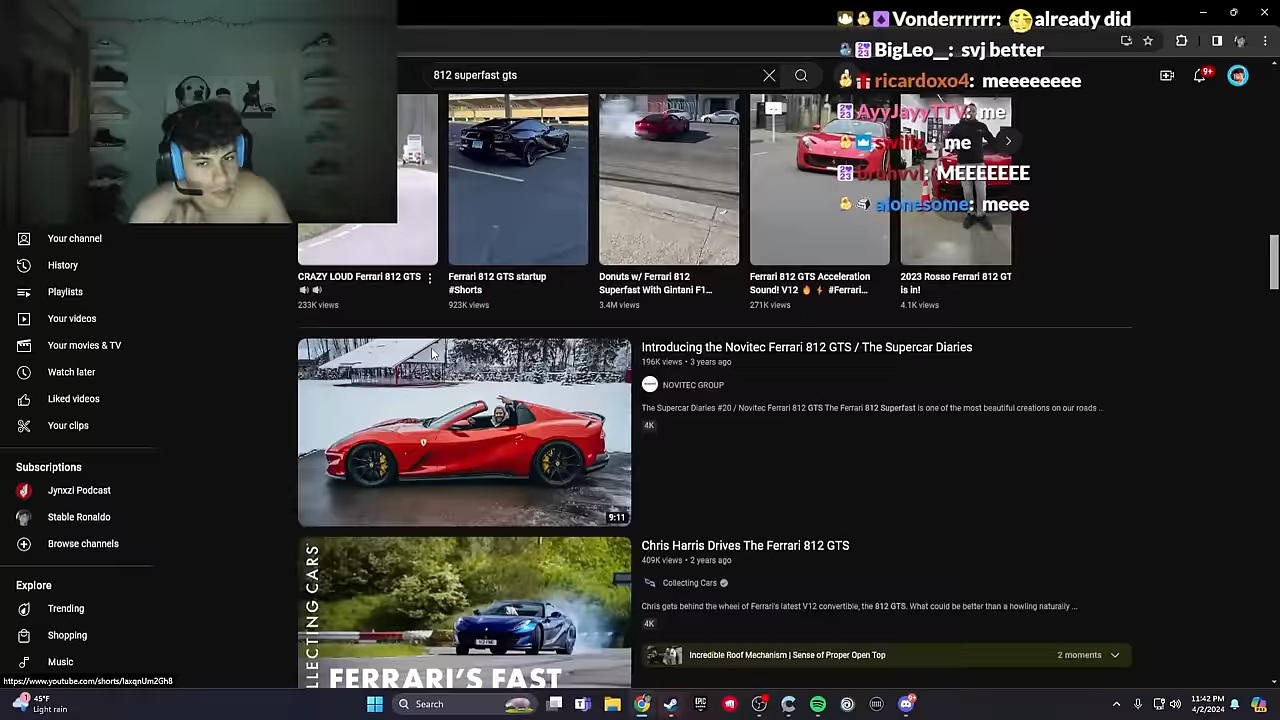 Vonderrrrrr: already did
812 superfast gts
9+
BigLeo__: svj better
ricardoxo4: meeeeeeee
AyyJayyTTV: me
swiltz_: me
MEEEEEEE
alonesome: meee
Your channel
History
Playlists
Your videos
Your movies & TV
Watch later
Liked videos
Your clips
Subscriptions
Jynxzi Podcast
Stable Ronaldo
Browse channels
Explore
Trending
Shopping
Music
https://www.youtube.com/shorts/laxqnUm2Gh8
CRAZY LOUD Ferrari 812 GTS
233K views
Ferrari 812 GTS startup
#Shorts
923K views
Donuts w/ Ferrari 812
Superfast With Gintani F1...
3.4M views
Ferrari 812 GTS Acceleration
Sound! V12 #Ferrari...
271K views
2023 Rosso Ferrari 812 GT
is in!
4.1K views
9:11
Introducing the Novitec Ferrari 812 GTS / The Supercar Diaries
196K views • 3 years ago
NOVITEC GROUP
The Supercar Diaries #20 / Novitec Ferrari 812 GTS The Ferrari 812 Superfast is one of the most beautiful creations on our roads ...
4K
LLECTING CARS
FERRARI'S FAST
Chris Harris Drives The Ferrari 812 GTS
409K views • 2 years ago
Collecting Cars
Chris gets behind the wheel of Ferrari's latest V12 convertible, the 812 GTS. What could be better than a howling naturally ...
4K
Incredible Roof Mechanism | Sense of Proper Open Top
2 moments
1
45°F
Light rain
Search
EPIC
11:42 PM
4/2/2024